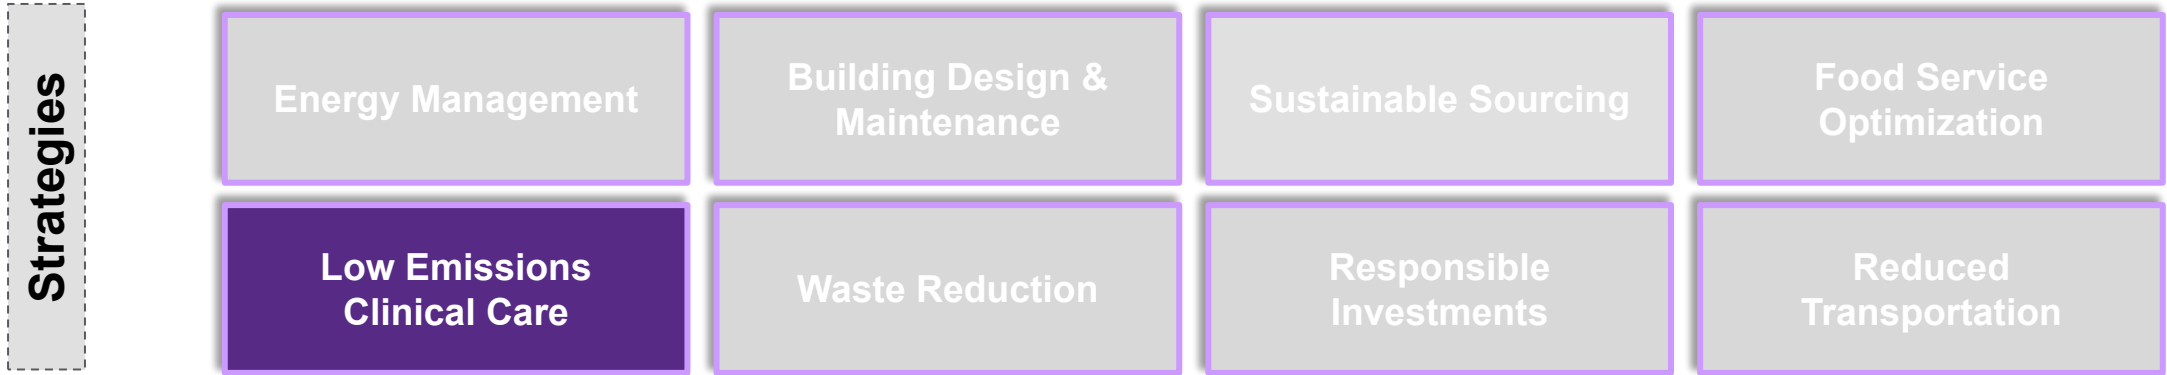 Strategies
Energy Management
Building Design &
Maintenance
Sustainable Sourcing
Food Service
Optimization
Low Emissions
Clinical Care
Waste Reduction
Responsible
Investments
Reduced
Transportation